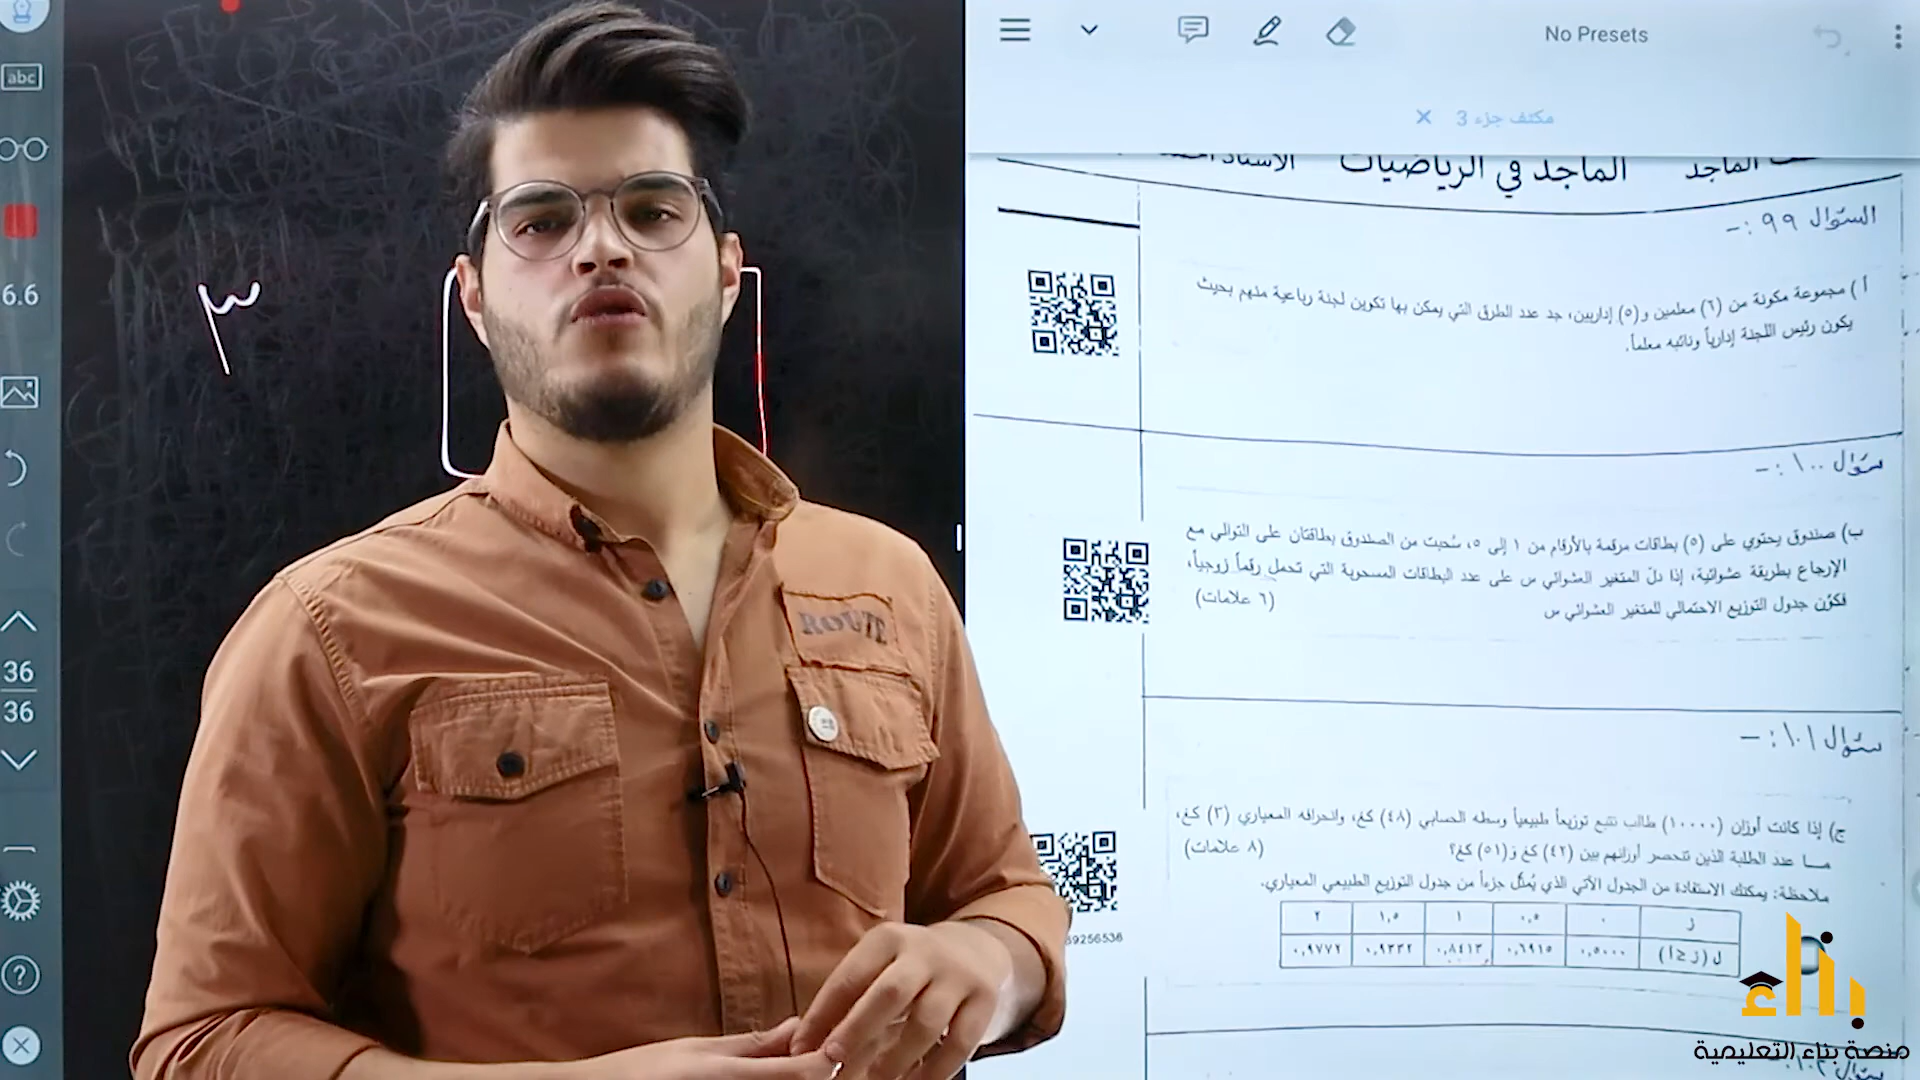 No Presets
مكثف جزء 3
الماجد في الرياضيات
الماجد
السؤال ٩٩ :-
أ ) مجموعة مكونة من (٦) معلمين و(٥) إداريين، جد عدد الطرق التي يمكن بها تكوين لجنة رباعية منهم بحيث
يكون رئيس اللجنة إدارياً ونائبه معلماً.
سؤال ١٠٠ :-
ب) صندوق يحتوي على (٥) بطاقات مرقمة بالأرقام من ١ إلى ٥، سُحبت من الصندوق بطاقتان على التوالي مع
الإرجاع بطريقة عشوائية، إذا دلّ المتغير العشوائي س على عدد البطاقات المسحوبة التي تحمل رقماً زوجياً،
فكوّن جدول التوزيع الاحتمالي للمتغير العشوائي س (٦ علامات)
سؤال ١٠١ :-
ج) إذا كانت أوزان (١٠٠٠٠) طالب تتبع توزيعاً طبيعياً وسطه الحسابي (٤٨) كغ، وانحرافه المعياري (٣) كغ،
ما عدد الطلبة الذين تنحصر أوزانهم بين (٤٢) كغ و(٥١) كغ؟ (٨ علامات)
ملاحظة: يمكنك الاستفادة من الجدول الآتي الذي يُمثّل جزءاً من جدول التوزيع الطبيعي المعياري.
ز ٠ ٠,٥ ١ ١,٥ ٢
ل (ز ≤ أ) ٠,٥٠٠٠ ٠,٦٩١٥ ٠,٨٤١٣ ٠,٩٣٣٢ ٠,٩٧٧٢
69256536
abc
6.6
36
36
٣
ROUTE
بناء
منصة بناء التعليمية